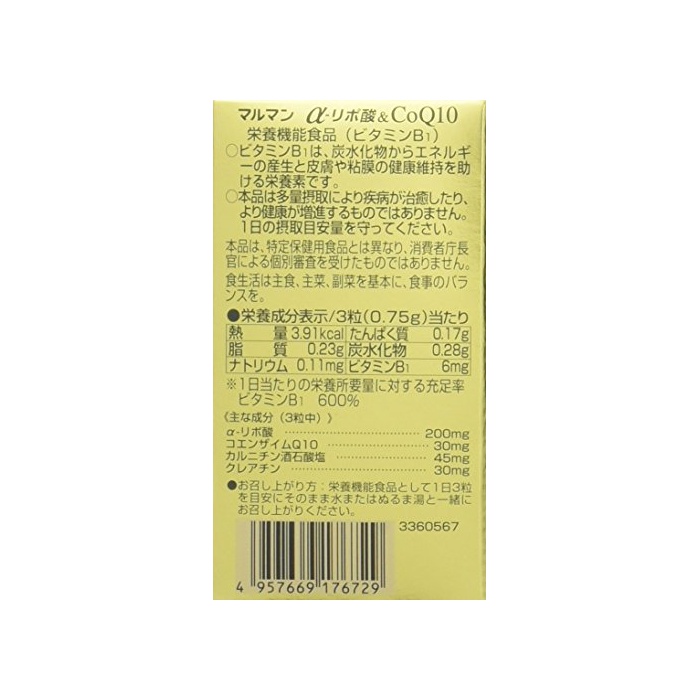 マルマン α-リポ酸&CoQ10
栄養機能食品(ビタミンB1)
○ビタミンB1は、炭水化物からエネルギ
ーの産生と皮膚や粘膜の健康維持を助
ける栄養素です。
○本品は多量摂取により疾病が治癒したり、
より健康が増進するものではありません。
1日の摂取目安量を守ってください。
本品は、特定保健用食品とは異なり、消費者庁長
官による個別審査を受けたものではありません。
食生活は主食、主菜、副菜を基本に、食事のバラ
ンスを。
●栄養成分表示/3粒(0.75g)当たり
熱量 3.91kcal たんぱく質 0.17g
脂質 0.23g 炭水化物 0.28g
ナトリウム 0.11mg ビタミンB1 6mg
※1日当たりの栄養所要量に対する充足率
ビタミンB1 600%
《主な成分(3粒中)》
α-リポ酸 ……………… 200mg
コエンザイムQ10 ……………… 30mg
カルニチン酒石酸塩 ……………… 45mg
クレアチン ……………… 30mg
●お召し上がり方:栄養機能食品として1日3粒
を目安にそのまま水またはぬるま湯と一緒に
お召し上がりください。
3360567
4 957669 176729